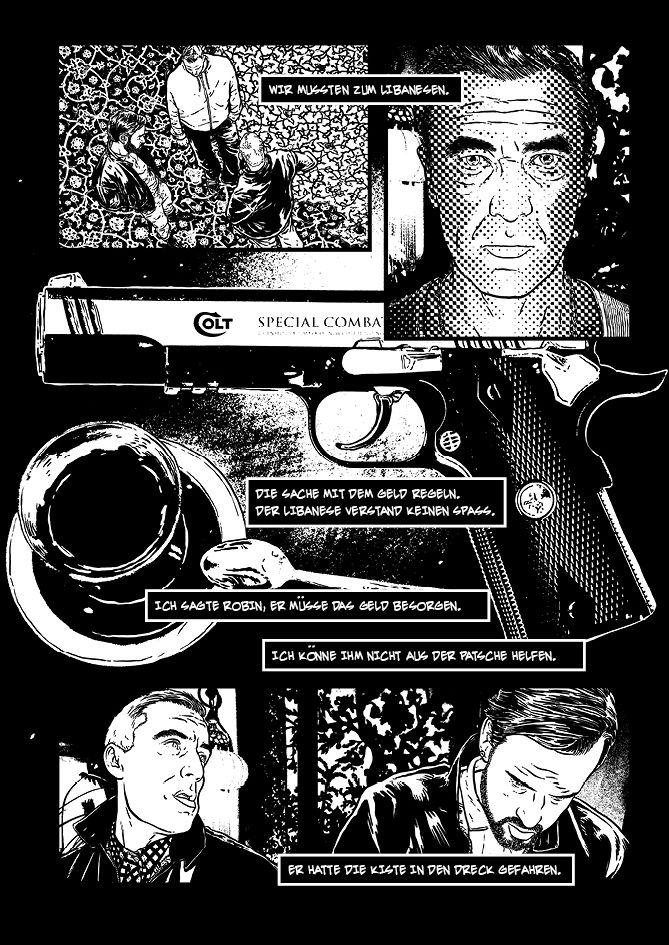 WIR MUSSTEN ZUM LIBANESEN.
COLT SPECIAL COMBA
DIE SACHE MIT DEM GELD REGELN.
DER LIBANESE VERSTAND KEINEN SPASS.
ICH SAGTE ROBIN, ER MÜSSE DAS GELD BESORGEN.
ICH KÖNNE IHM NICHT AUS DER PATSCHE HELFEN.
ER HATTE DIE KISTE IN DEN DRECK GEFAHREN.